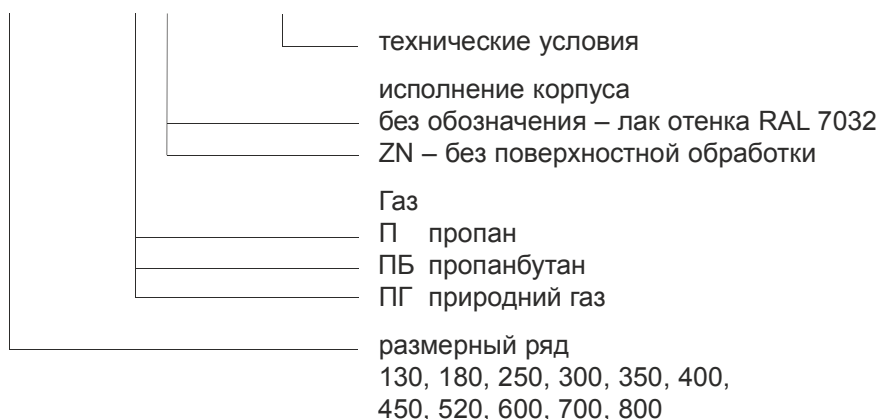 технические условия
исполнение корпуса
без обозначения – лак отенка RAL 7032
ZN – без поверхностной обработки
Газ
П пропан
ПБ пропанбутан
ПГ природний газ
размерный ряд
130, 180, 250, 300, 350, 400,
450, 520, 600, 700, 800